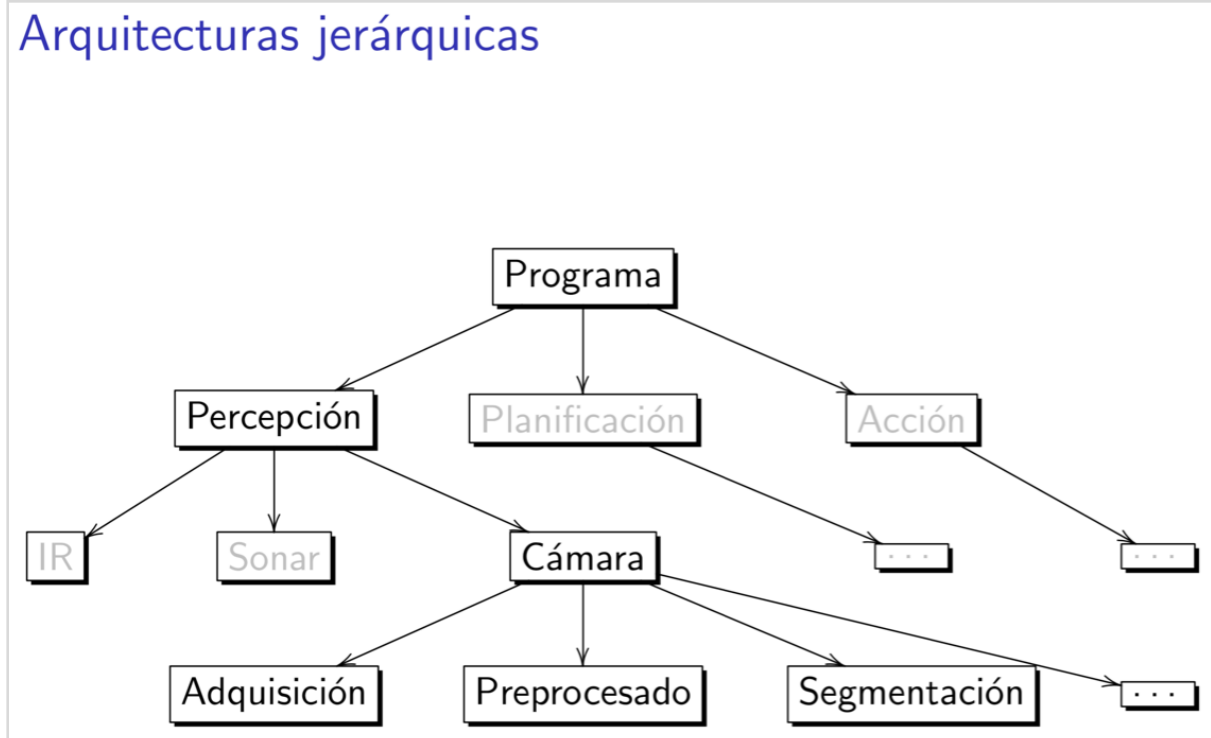 Arquitecturas jerárquicas
Programa
Percepción
Planificación
Acción
IR
Sonar
Cámara
...
...
Adquisición
Preprocesado
Segmentación
...